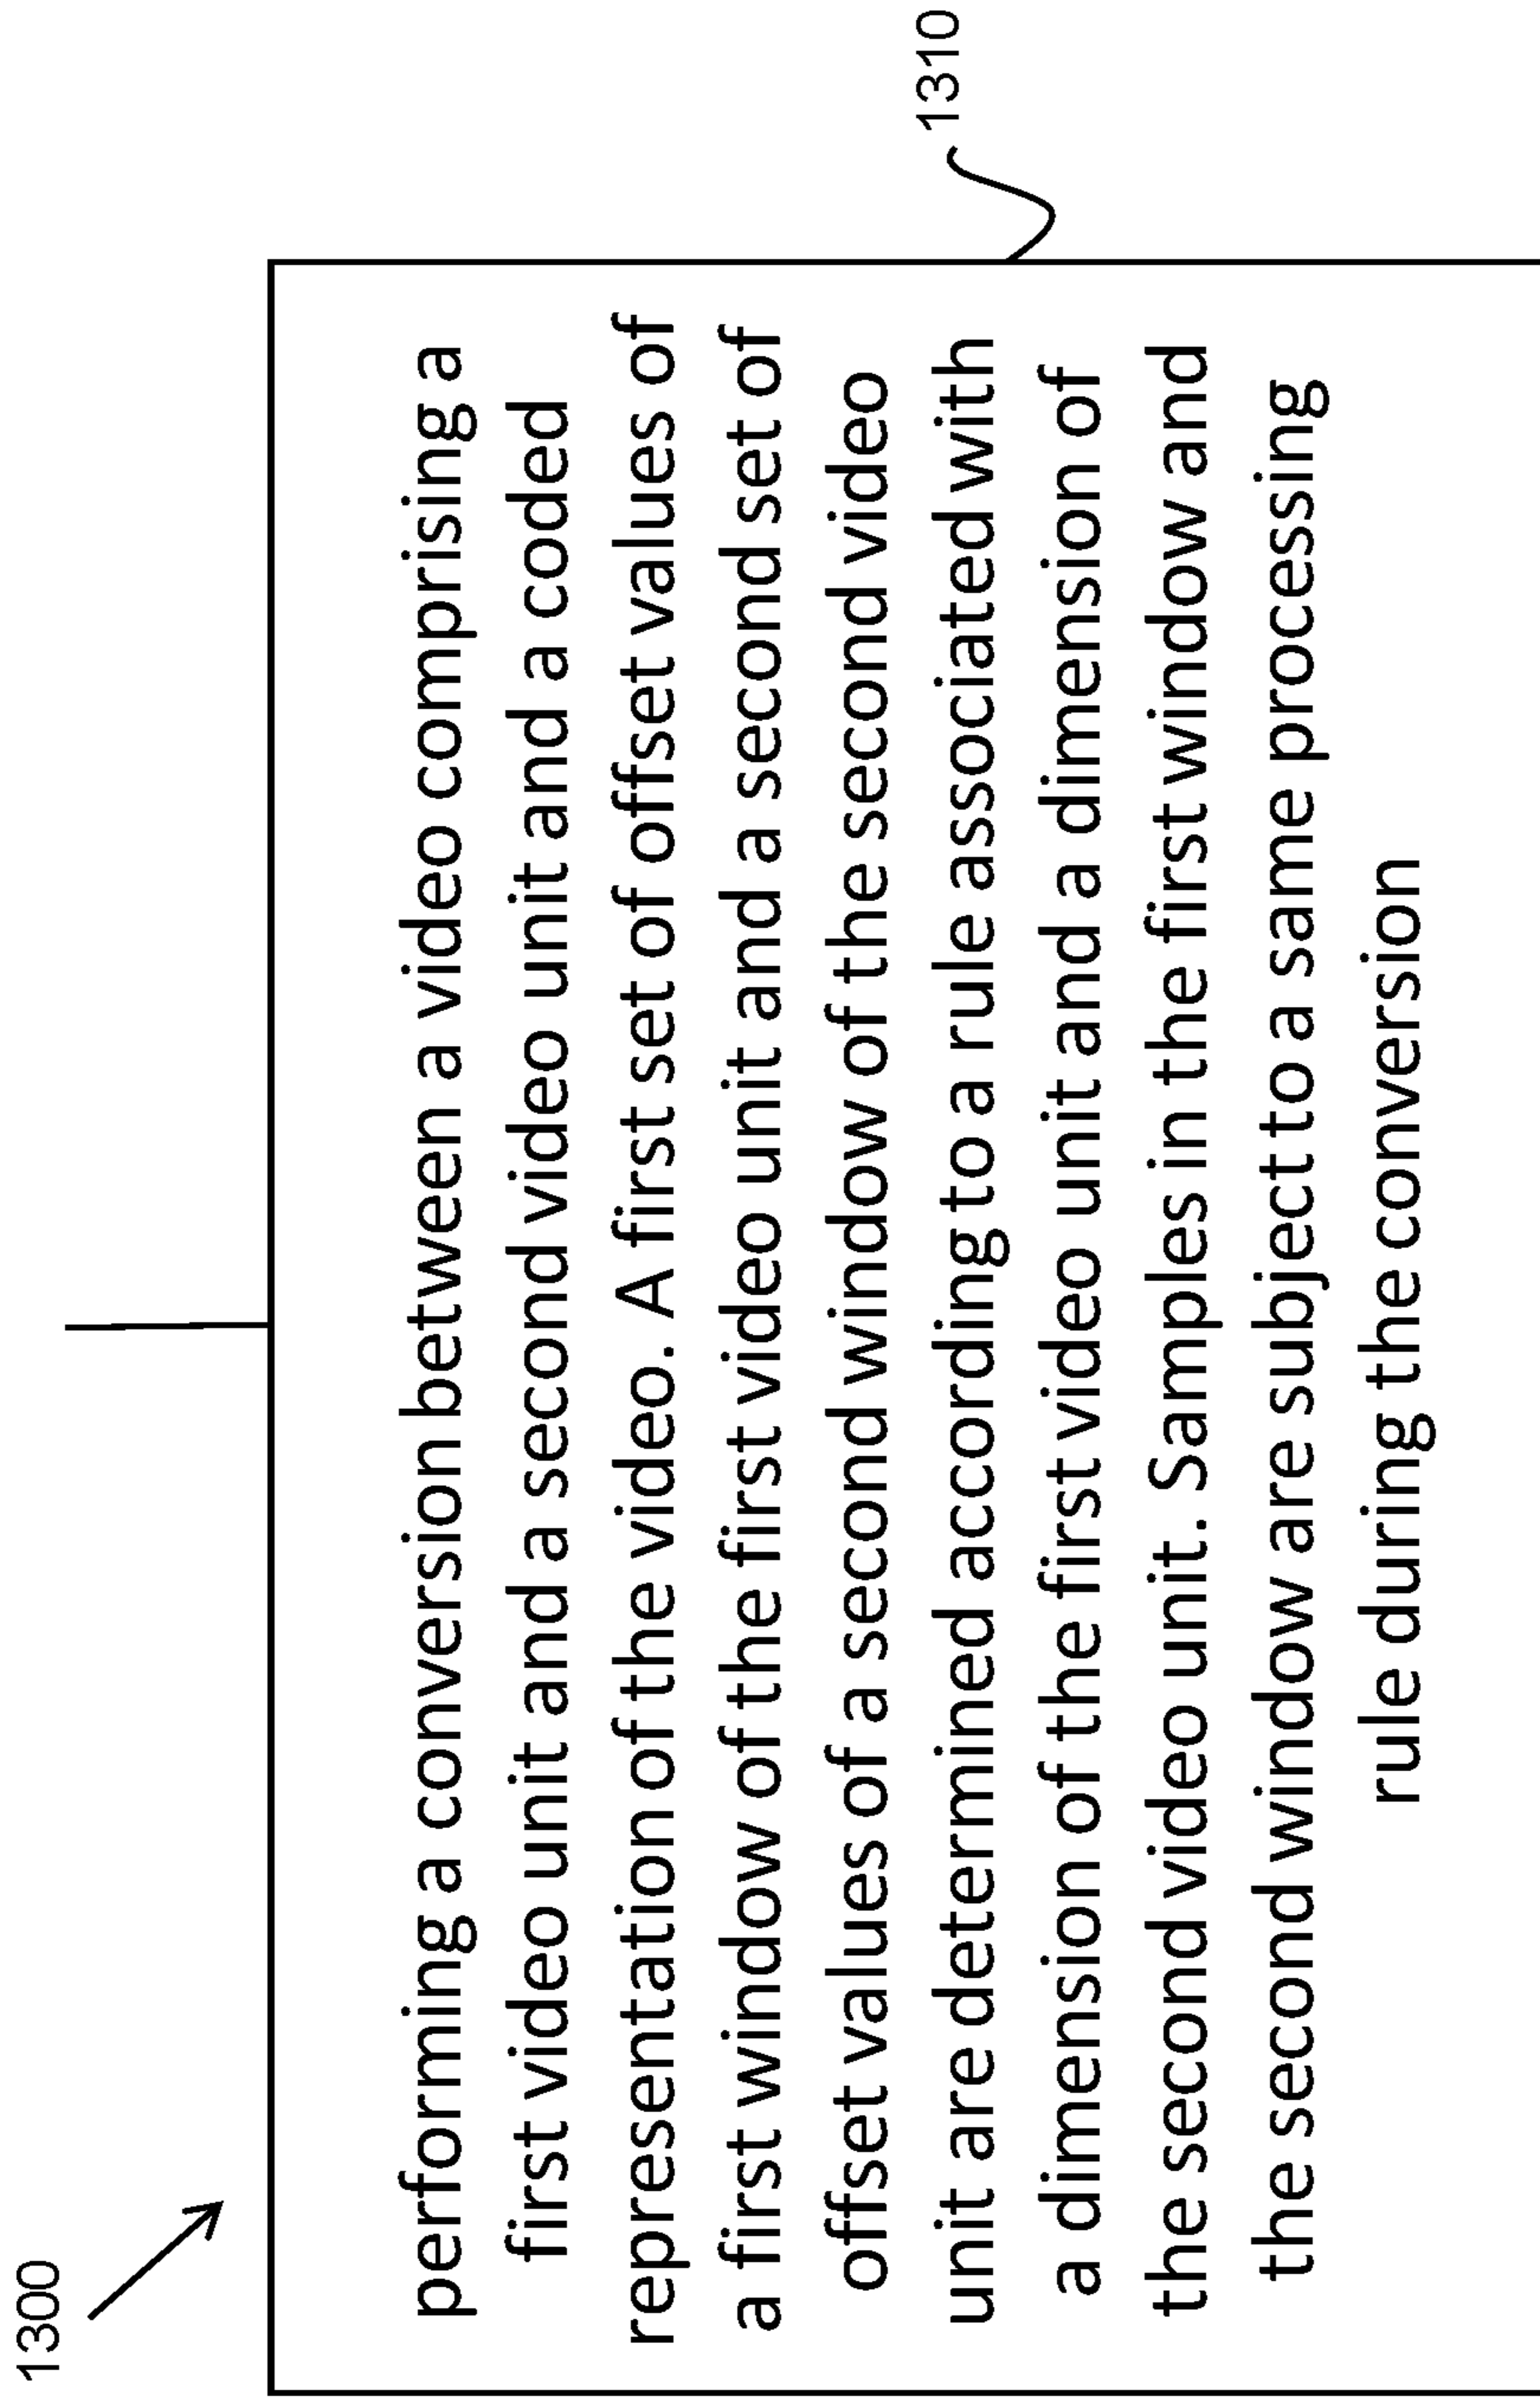 1300
performing a conversion between a video comprising a
first video unit and a second video unit and a coded
representation of the video. A first set of offset values of
a first window of the first video unit and a second set of
offset values of a second window of the second video
unit are determined according to a rule associated with
a dimension of the first video unit and a dimension of
the second video unit. Samples in the first window and
the second window are subject to a same processing
rule during the conversion
1310